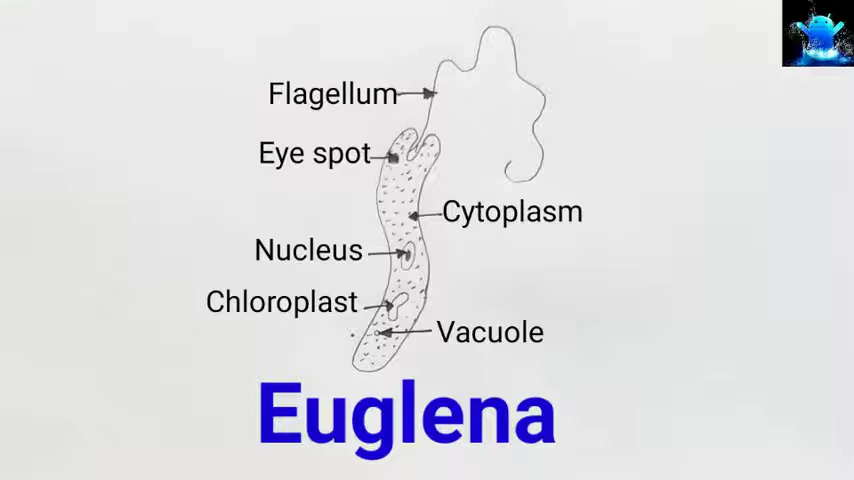 Flagellum
Eye spot
Cytoplasm
Nucleus
Chloroplast
Vacuole
Euglena